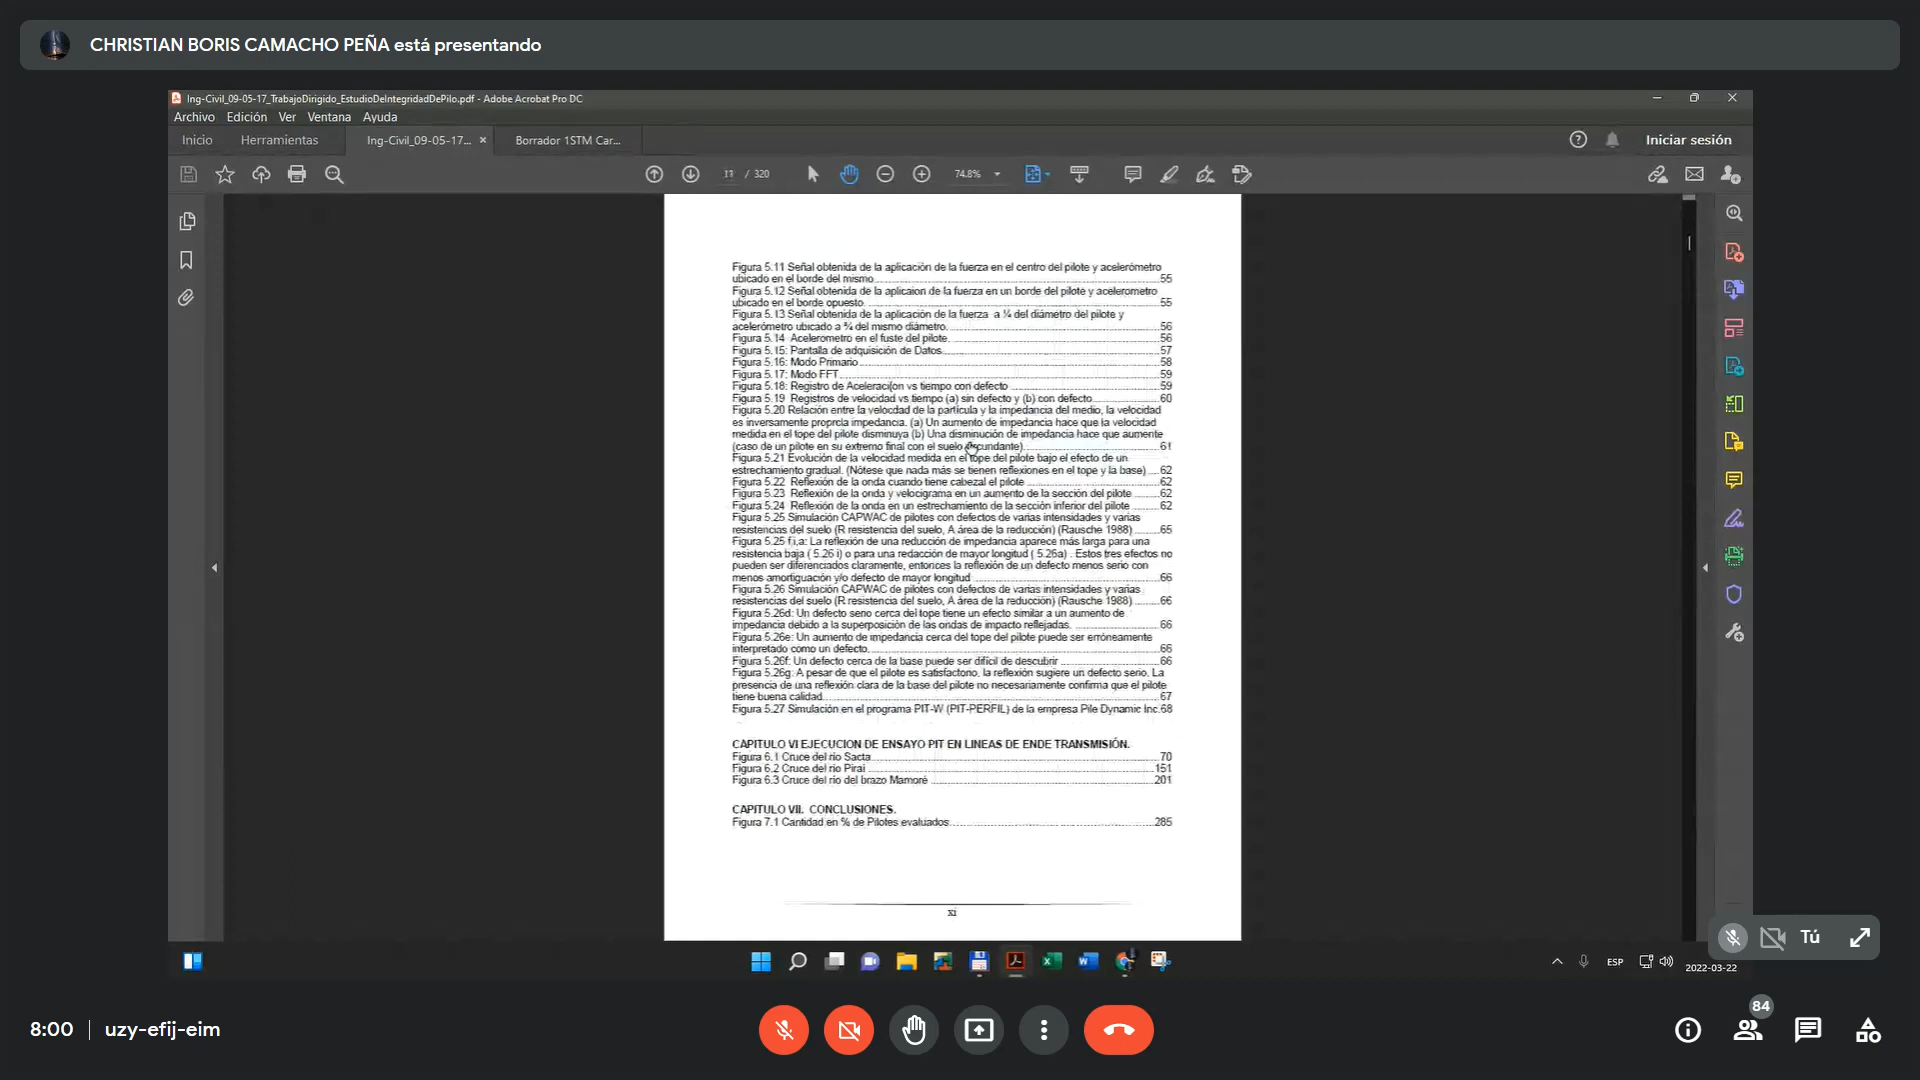 CHRISTIAN BORIS CAMACHO PEÑA está presentando
Ing-Civil_09-05-17_TrabajoDirigido_EstudioDeIntegridadDePilo.pdf - Adobe Acrobat Pro DC
Archivo Edición Ver Ventana Ayuda
Inicio Herramientas Ing-Civil_09-05-17... × Borrador 1STM Car... Iniciar sesión
11 / 320 74.8%
Figura 5.11 Señal obtenida de la aplicación de la fuerza en el centro del pilote y acelerómetro
ubicado en el borde del mismo 55
Figura 5.12 Señal obtenida de la aplicaion de la fuerza en un borde del pilote y acelerometro
ubicado en el borde opuesto. 55
Figura 5.13 Señal obtenida de la aplicación de la fuerza a ¼ del diámetro del pilote y
acelerómetro ubicado a ¾ del mismo diámetro. 56
Figura 5.14 Acelerometro en el fuste del pilote. 56
Figura 5.15: Pantalla de adquisición de Datos 57
Figura 5.16: Modo Primario 58
Figura 5.17: Modo FFT 59
Figura 5.18: Registro de Aceleraci[on vs tiempo con defecto 59
Figura 5.19 Registros de velocidad vs tiempo (a) sin defecto y (b) con defecto 60
Figura 5.20 Relación entre la velocdad de la partícula y la impedancia del medio, la velocidad
es inversamente proprcia impedancia. (a) Un aumento de impedancia hace que la velocidad
medida en el tope del pilote disminuya (b) Una disminución de impedancia hace que aumente
(caso de un pilote en su extremo final con el suelo 61
Figura 5.21 Evolución de la velocidad medida en el tope del pilote bajo el efecto de un
estrechamiento gradual. (Nótese que nada más se tienen reflexiones en el tope y la base) 62
Figura 5.22 Reflexión de la onda cuando tiene cabezal el pilote 62
Figura 5.23 Reflexión de la onda y velocigrama en un aumento de la sección del pilote 62
Figura 5.24 Reflexión de la onda en un estrechamiento de la sección inferior del pilote 62
Figura 5.25 Simulación CAPWAC de pilotes con defectos de varias intensidades y varias
resistencias del suelo (R resistencia del suelo, A área de la reducción) (Rausche 1988) 65
Figura 5.25 f,i,a: La reflexión de una reducción de impedancia aparece más larga para una
resistencia baja ( 5.26 i) o para una redacción de mayor longitud ( 5.26a) . Estos tres efectos no
pueden ser diferenciados claramente, entonces la reflexión de un defecto menos serio con
menos amortiguación y/o defecto de mayor longitud 66
Figura 5.26 Simulación CAPWAC de pilotes con defectos de varias intensidades y varias
resistencias del suelo (R resistencia del suelo, A área de la reducción) (Rausche 1988) 66
Figura 5.26d: Un defecto serio cerca del tope tiene un efecto similar a un aumento de
impedancia debido a la superposición de las ondas de impacto reflejadas. 66
Figura 5.26e: Un aumento de impedancia cerca del tope del pilote puede ser erróneamente
interpretado como un defecto. 66
Figura 5.26f: Un defecto cerca de la base puede ser difícil de descubrir 66
Figura 5.26g: A pesar de que el pilote es satisfactorio, la reflexión sugiere un defecto serio. La
presencia de una reflexión clara de la base del pilote no necesariamente confirma que el pilote
tiene buena calidad. 67
Figura 5.27 Simulación en el programa PIT-W (PIT-PERFIL) de la empresa Pile Dynamic Inc. 68
CAPITULO VI EJECUCION DE ENSAYO PIT EN LINEAS DE ENDE TRANSMISIÓN.
Figura 6.1 Cruce del río Sacta 70
Figura 6.2 Cruce del rio Pirai 151
Figura 6.3 Cruce del río del brazo Mamoré 201
CAPITULO VII. CONCLUSIONES.
Figura 7.1 Cantidad en % de Pilotes evaluados 285
xi
Tú
ESP
2022-03-22
84
8:00 | uzy-efij-eim